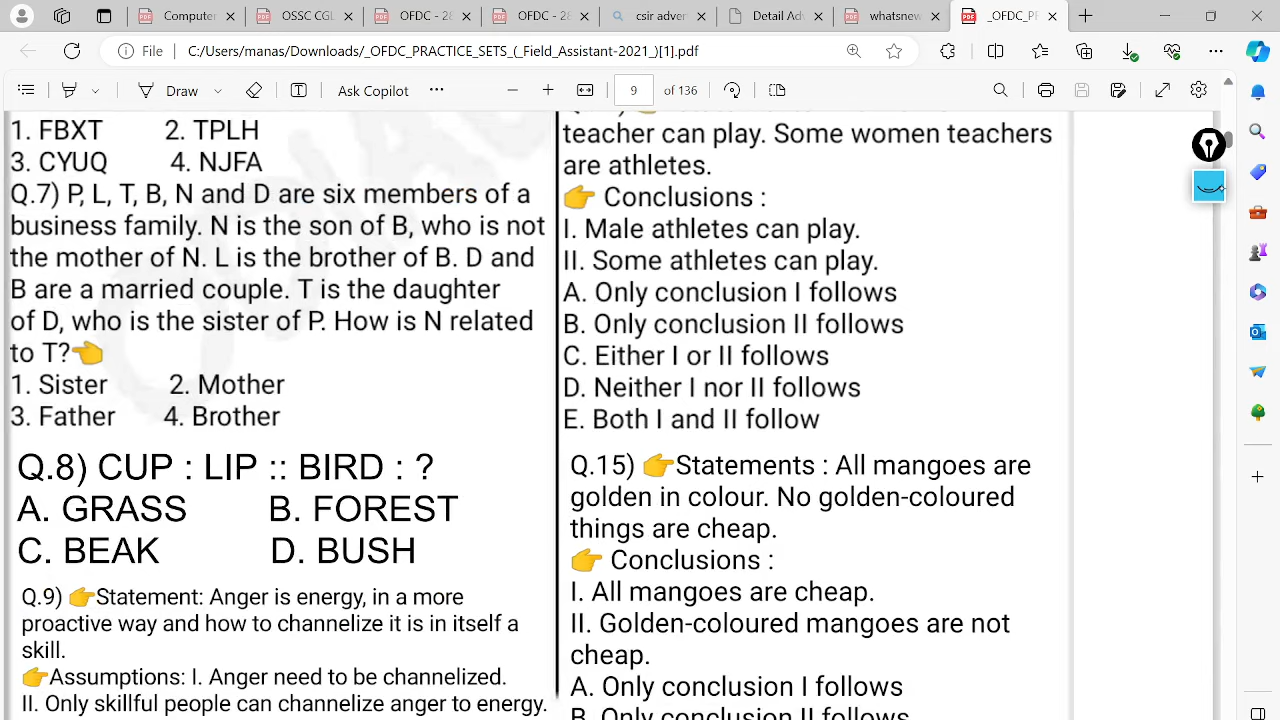 Computer
OSSC CGL
OFDC - 28
OFDC - 28
csir adver
Detail Adv
whatsnew
_OFDC_PF
File
C:/Users/manas/Downloads/_OFDC_PRACTICE_SETS_(_Field_Assistant-2021_)[1].pdf
Draw
Ask Copilot
9
of 136
1. FBXT 2. TPLH
3. CYUQ 4. NJFA
Q.7) P, L, T, B, N and D are six members of a
business family. N is the son of B, who is not
the mother of N. L is the brother of B. D and
B are a married couple. T is the daughter
of D, who is the sister of P. How is N related
to T?👈
1. Sister 2. Mother
3. Father 4. Brother
Q.8) CUP : LIP :: BIRD : ?
A. GRASS B. FOREST
C. BEAK D. BUSH
Q.9) 👉Statement: Anger is energy, in a more
proactive way and how to channelize it is in itself a
skill.
👉Assumptions: I. Anger need to be channelized.
II. Only skillful people can channelize anger to energy.
teacher can play. Some women teachers
are athletes.
👉 Conclusions :
I. Male athletes can play.
II. Some athletes can play.
A. Only conclusion I follows
B. Only conclusion II follows
C. Either I or II follows
D. Neither I nor II follows
E. Both I and II follow
Q.15) 👉Statements : All mangoes are
golden in colour. No golden-coloured
things are cheap.
👉 Conclusions :
I. All mangoes are cheap.
II. Golden-coloured mangoes are not
cheap.
A. Only conclusion I follows
B. Only conclusion II follows